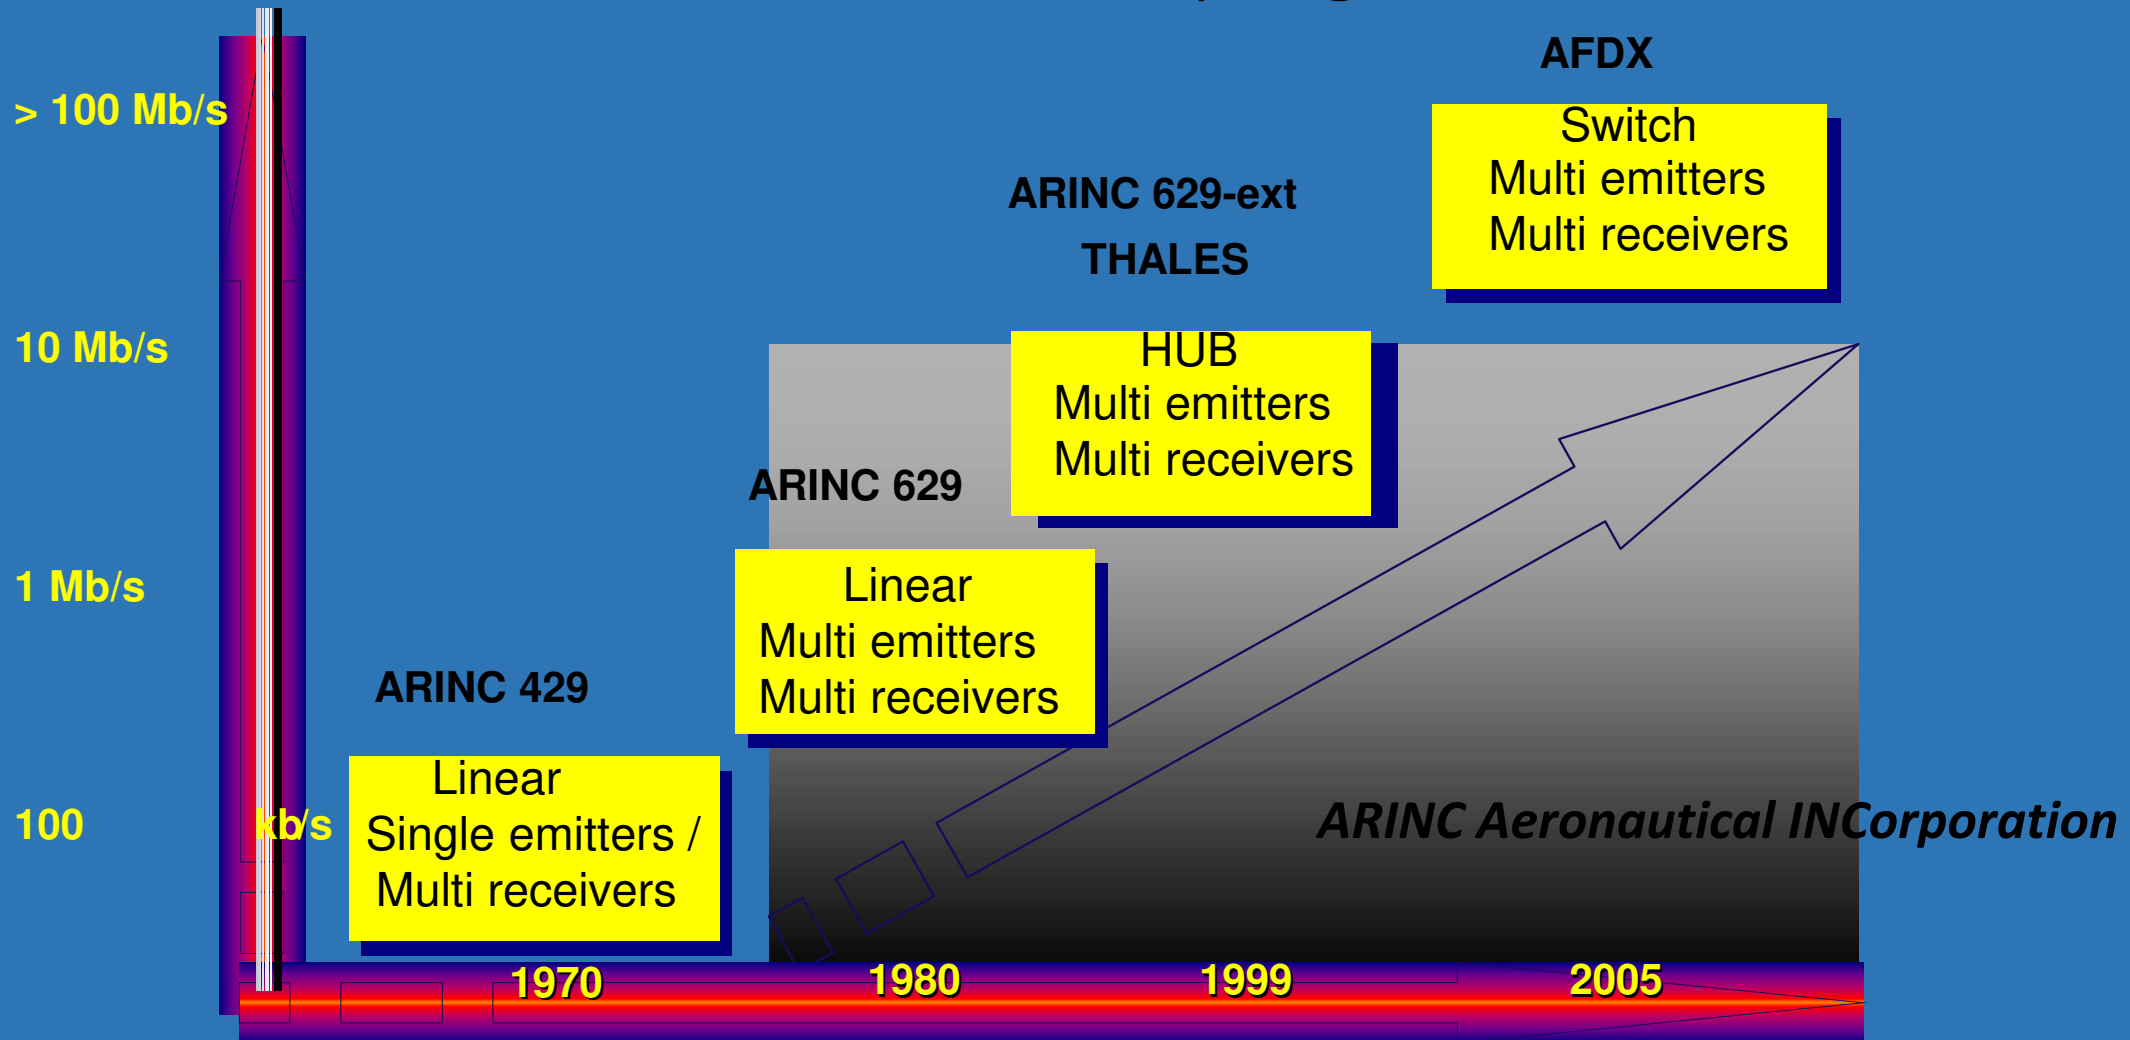 AFDX
> 100 Mb/s
Switch
Multi emitters
Multi receivers
ARINC 629-ext
THALES
10 Mb/s
HUB
Multi emitters
Multi receivers
ARINC 629
1 Mb/s
Linear
Multi emitters
Multi receivers
ARINC 429
100 kb/s
Linear
Single emitters /
Multi receivers
ARINC Aeronautical INCorporation
1970
1980
1999
2005